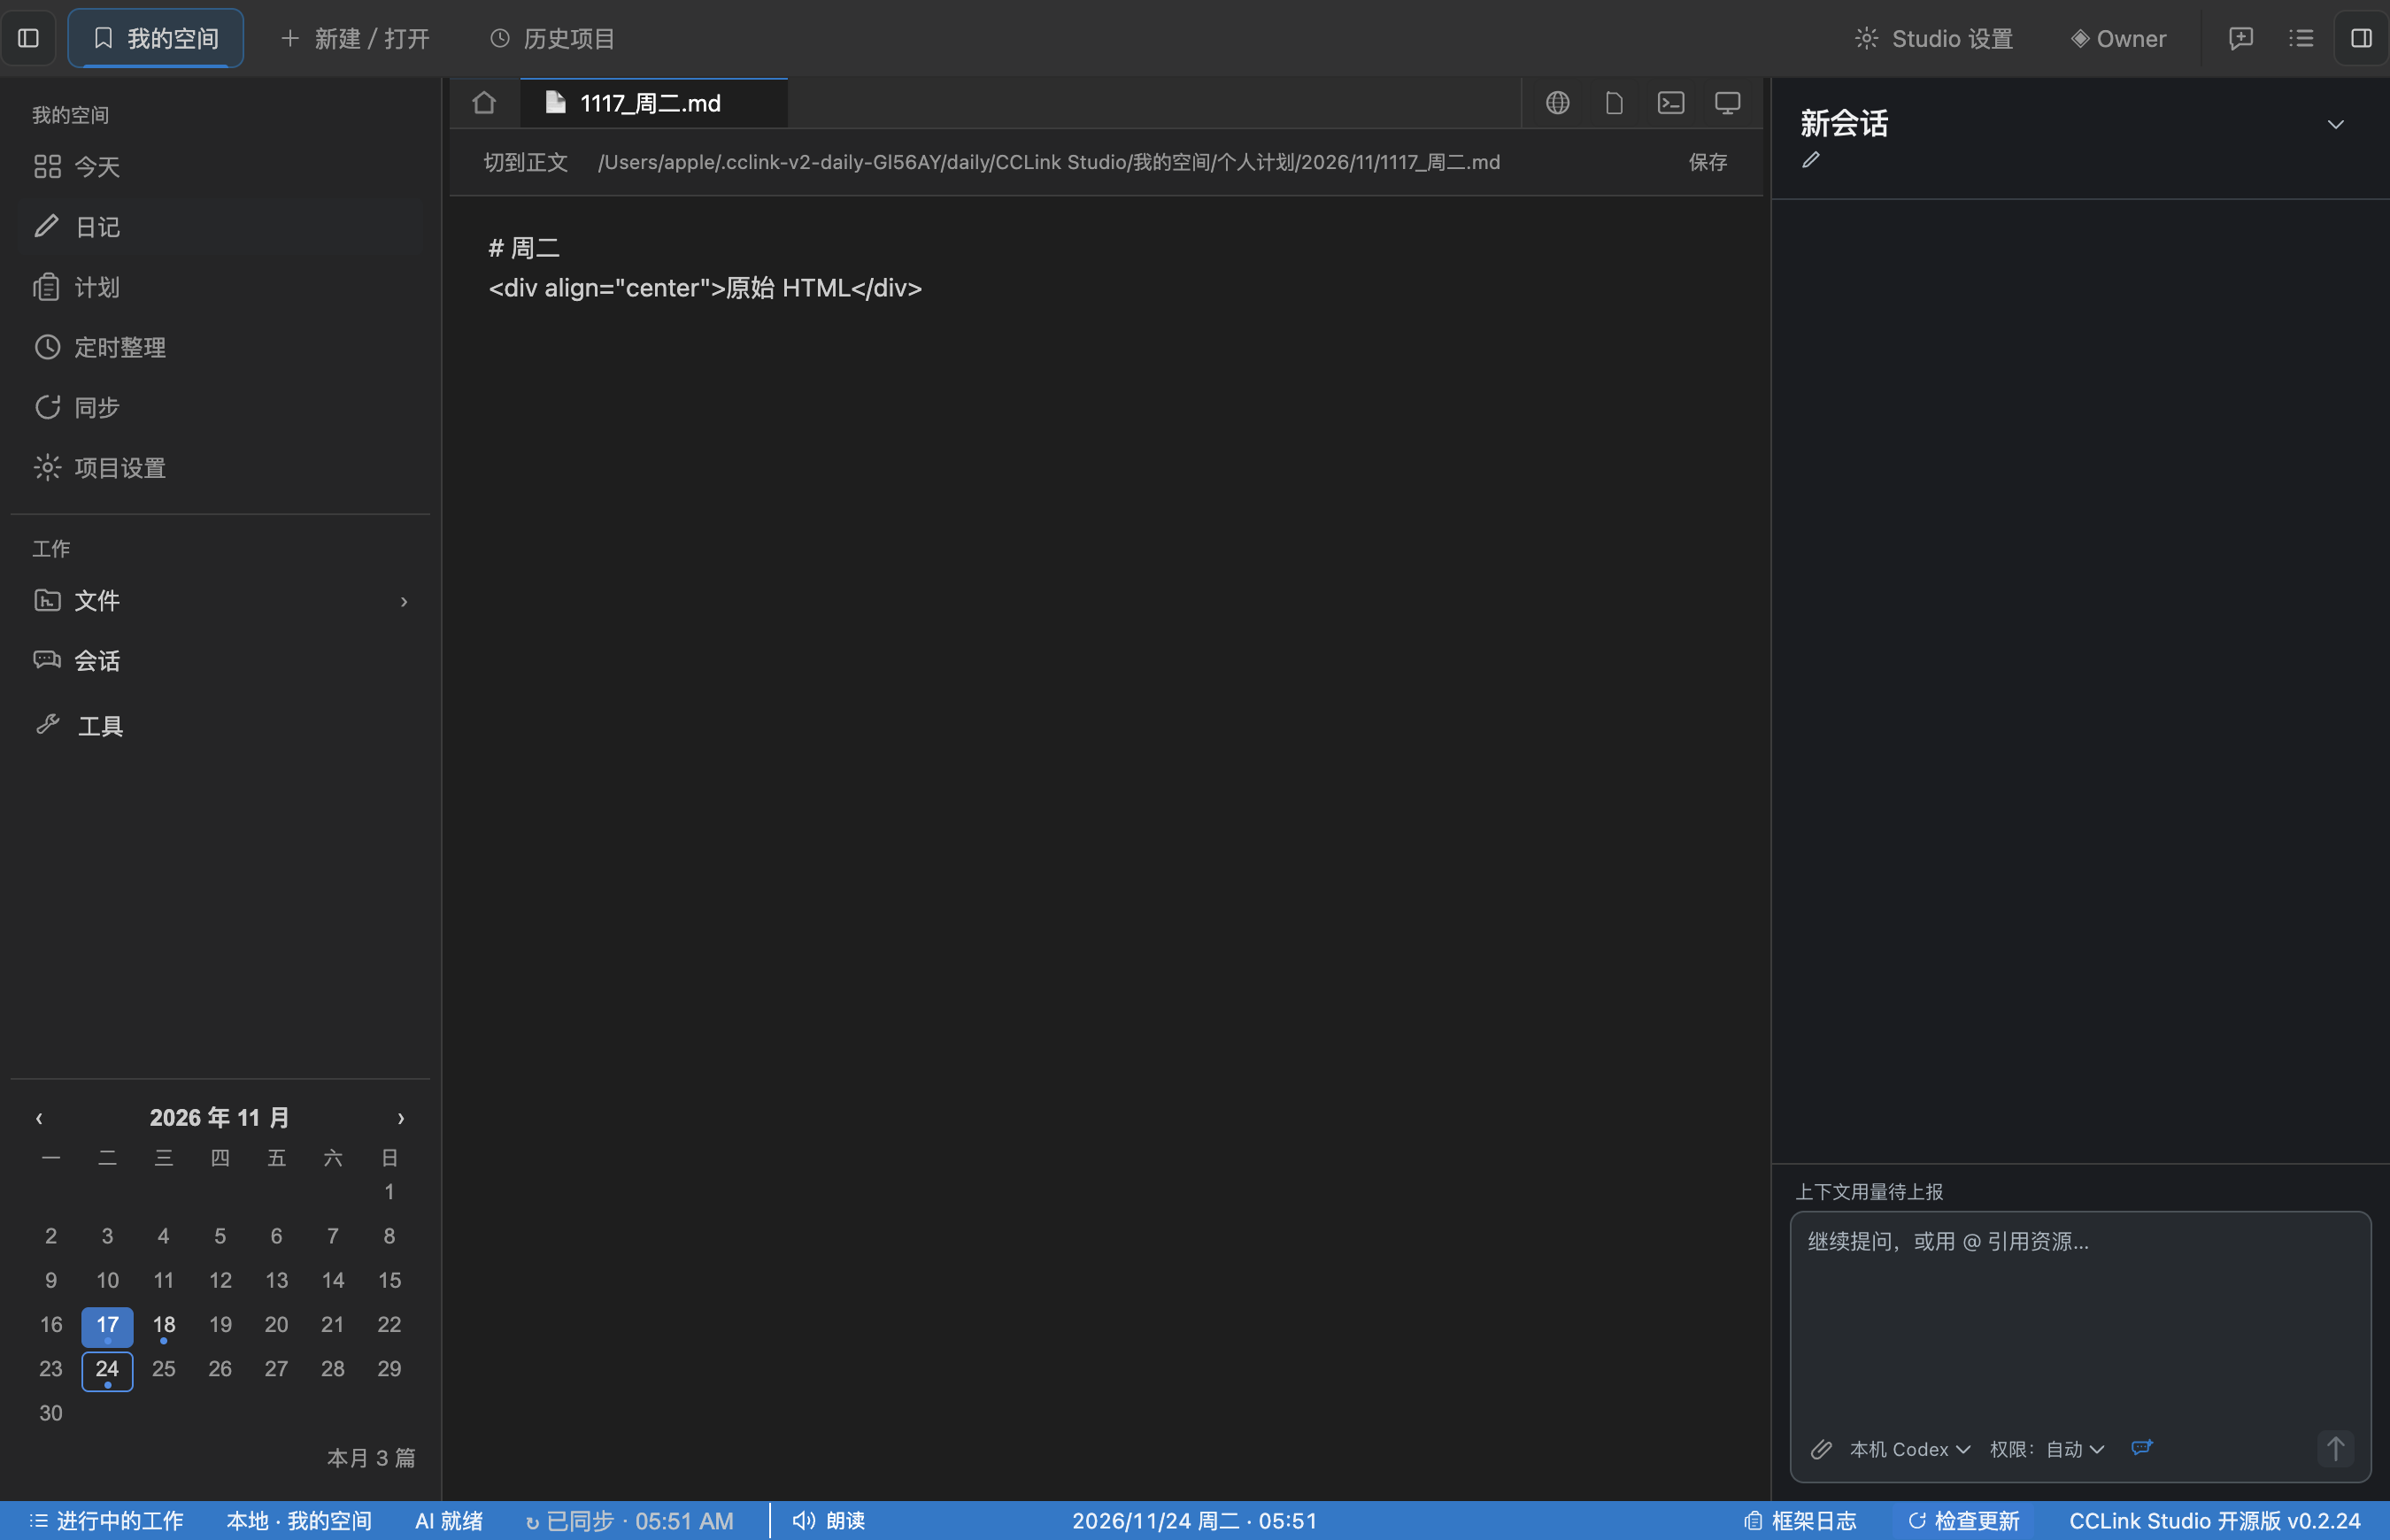 我的空间
新建 / 打开
历史项目
Studio 设置
Owner
我的空间
今天
日记
计划
定时整理
同步
项目设置
工作
文件
会话
工具
2026 年 11 月
一 二 三 四 五 六 日
1
2 3 4 5 6 7 8
9 10 11 12 13 14 15
16 17 18 19 20 21 22
23 24 25 26 27 28 29
30
本月 3 篇
1117_周二.md
切到正文 /Users/apple/.cclink-v2-daily-GI56AY/daily/CCLink Studio/我的空间/个人计划/2026/11/1117_周二.md 保存
# 周二
<div align="center">原始 HTML</div>
新会话
上下文用量待上报
继续提问，或用 @ 引用资源...
本机 Codex 权限：自动
进行中的工作 本地 · 我的空间 AI 就绪 已同步 · 05:51 AM 朗读 2026/11/24 周二 · 05:51 框架日志 检查更新 CCLink Studio 开源版 v0.2.24